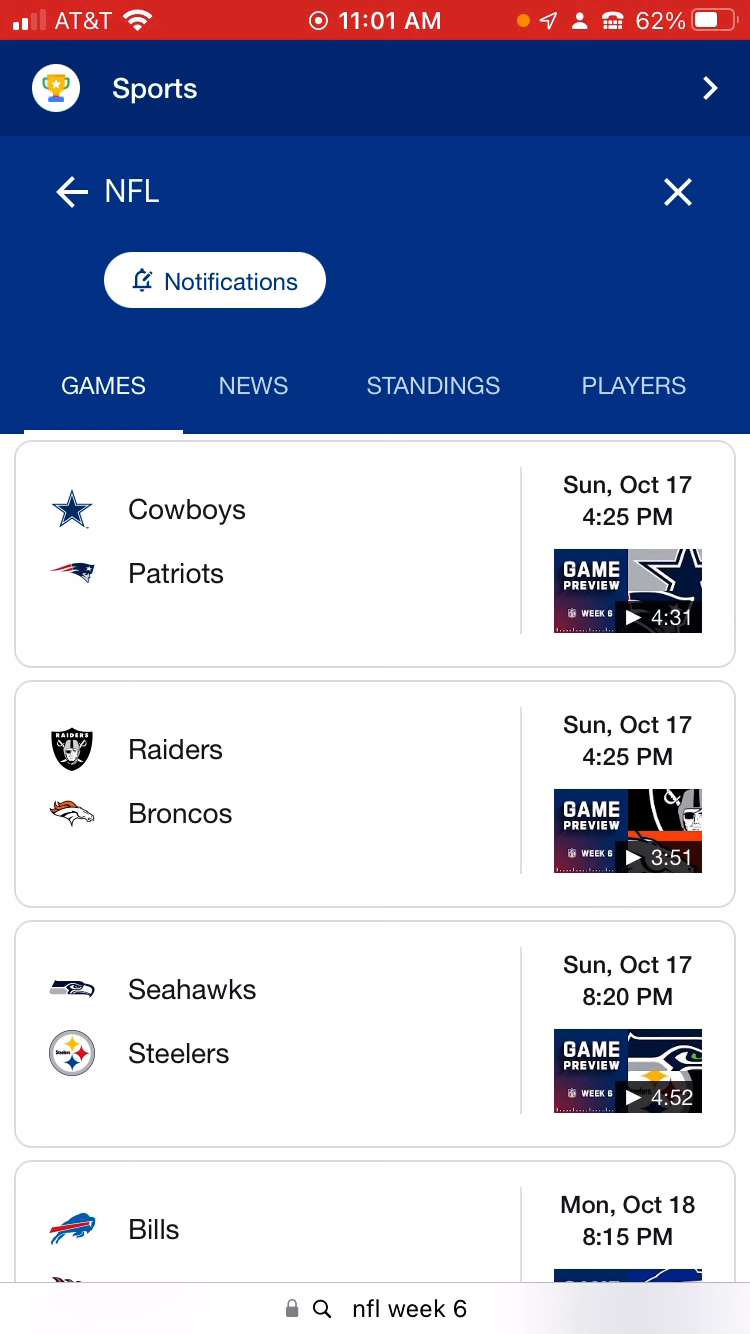 AT&T 11:01 AM 62%
Sports
NFL
Notifications
GAMES NEWS STANDINGS PLAYERS
Cowboys
Patriots
Sun, Oct 17
4:25 PM
GAME
PREVIEW
WEEK 6
4:31
RAIDERS
Raiders
Broncos
Sun, Oct 17
4:25 PM
GAME
PREVIEW
WEEK 6
3:51
Seahawks
Steelers
Steelers
Sun, Oct 17
8:20 PM
GAME
PREVIEW
WEEK 6
4:52
Bills
Mon, Oct 18
8:15 PM
nfl week 6